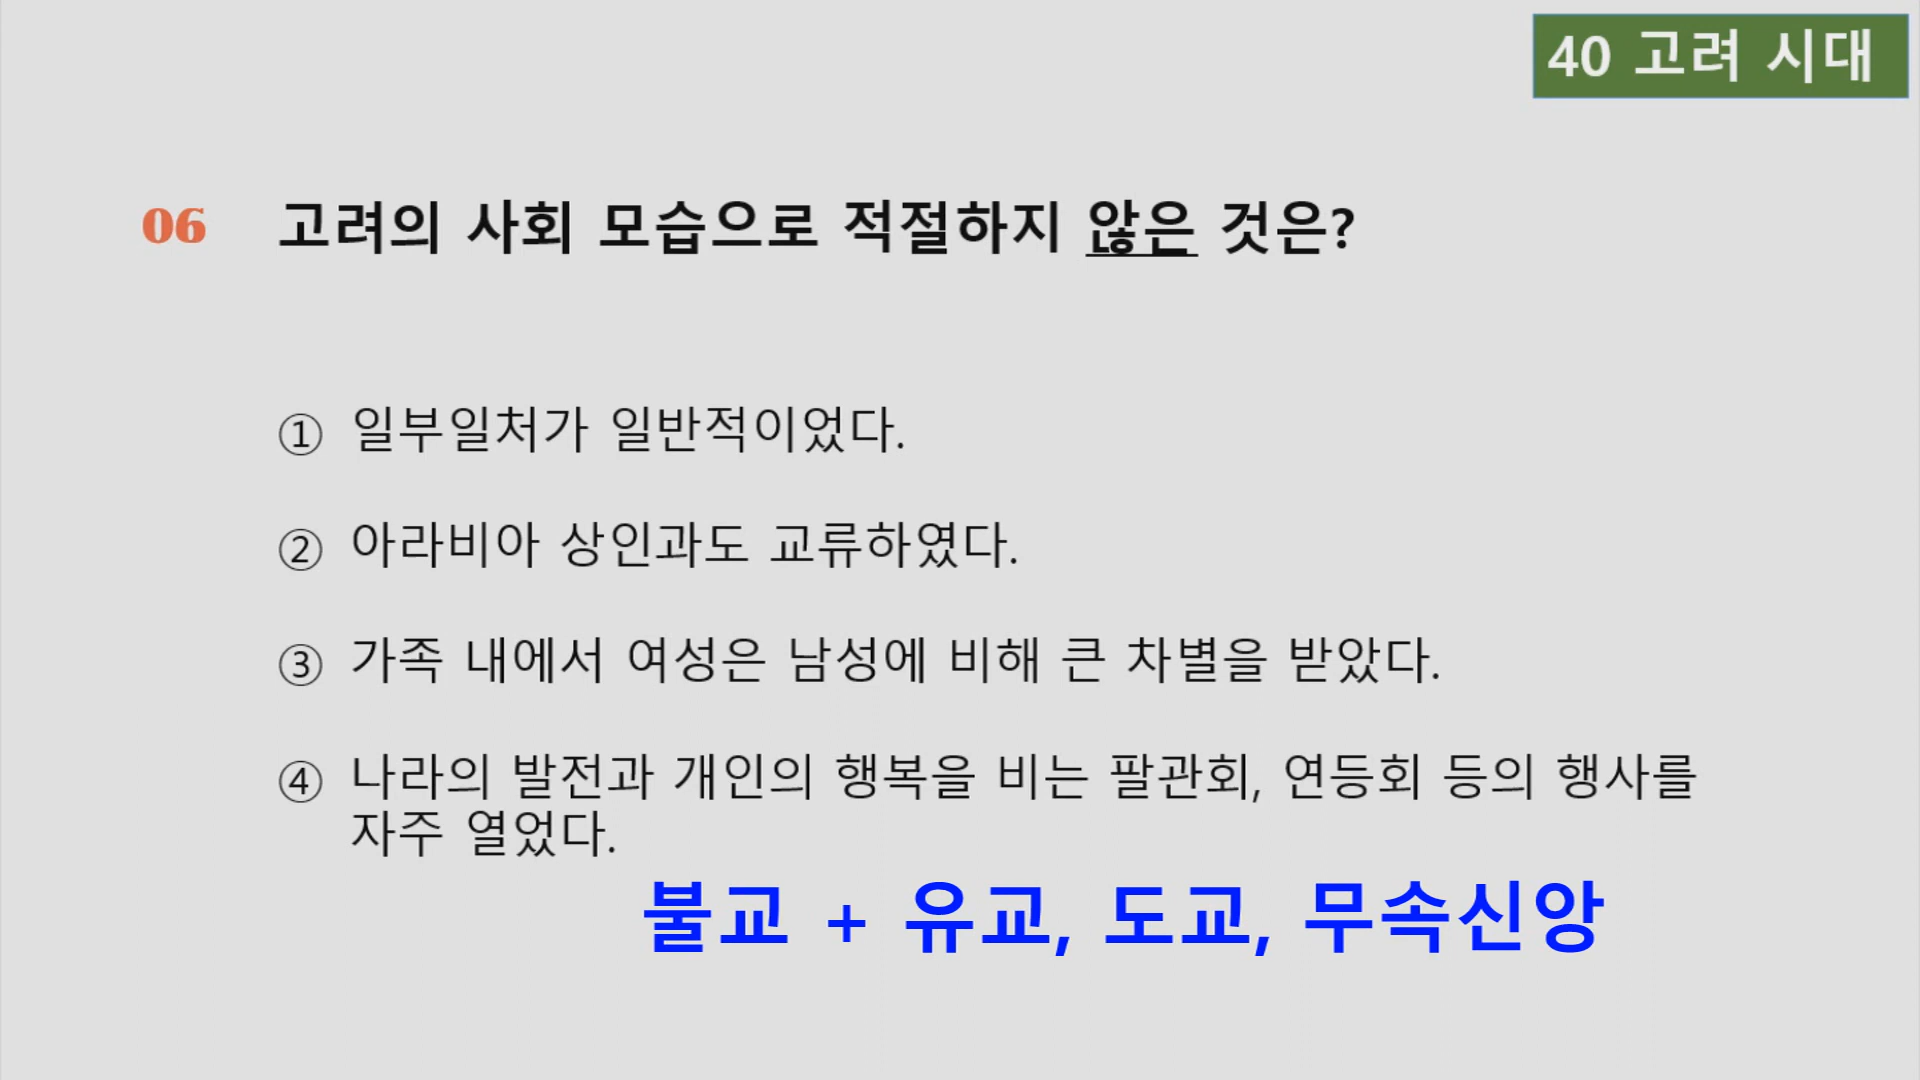 40 고려 시대
06 고려의 사회 모습으로 적절하지 않은 것은?
① 일부일처가 일반적이었다.
② 아라비아 상인과도 교류하였다.
③ 가족 내에서 여성은 남성에 비해 큰 차별을 받았다.
④ 나라의 발전과 개인의 행복을 비는 팔관회, 연등회 등의 행사를
자주 열었다.
불교 + 유교, 도교, 무속신앙